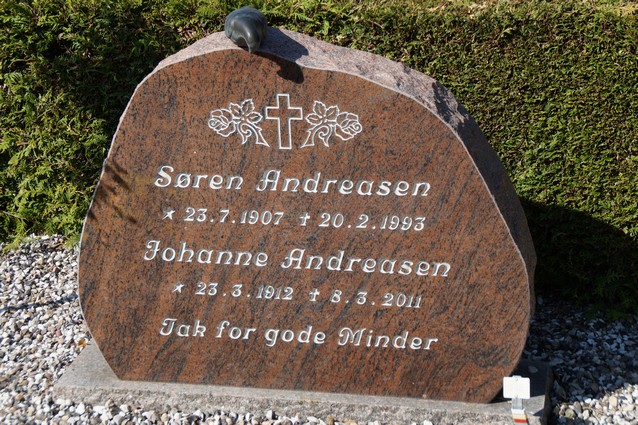 Søren Andreasen
* 23.7.1907 † 20.2.1993
Johanne Andreasen
* 23.3.1912 † 8.3.2011
Tak for gode Minder